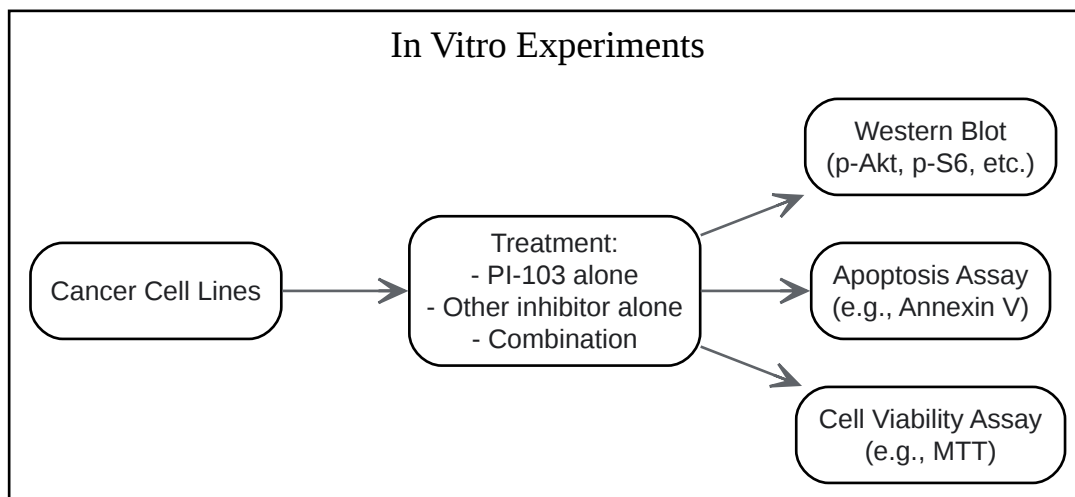 In Vitro Experiments
Cancer Cell Lines
Treatment:
- PI-103 alone
- Other inhibitor alone
- Combination
Western Blot
(p-Akt, p-S6, etc.)
Apoptosis Assay
(e.g., Annexin V)
Cell Viability Assay
(e.g., MTT)